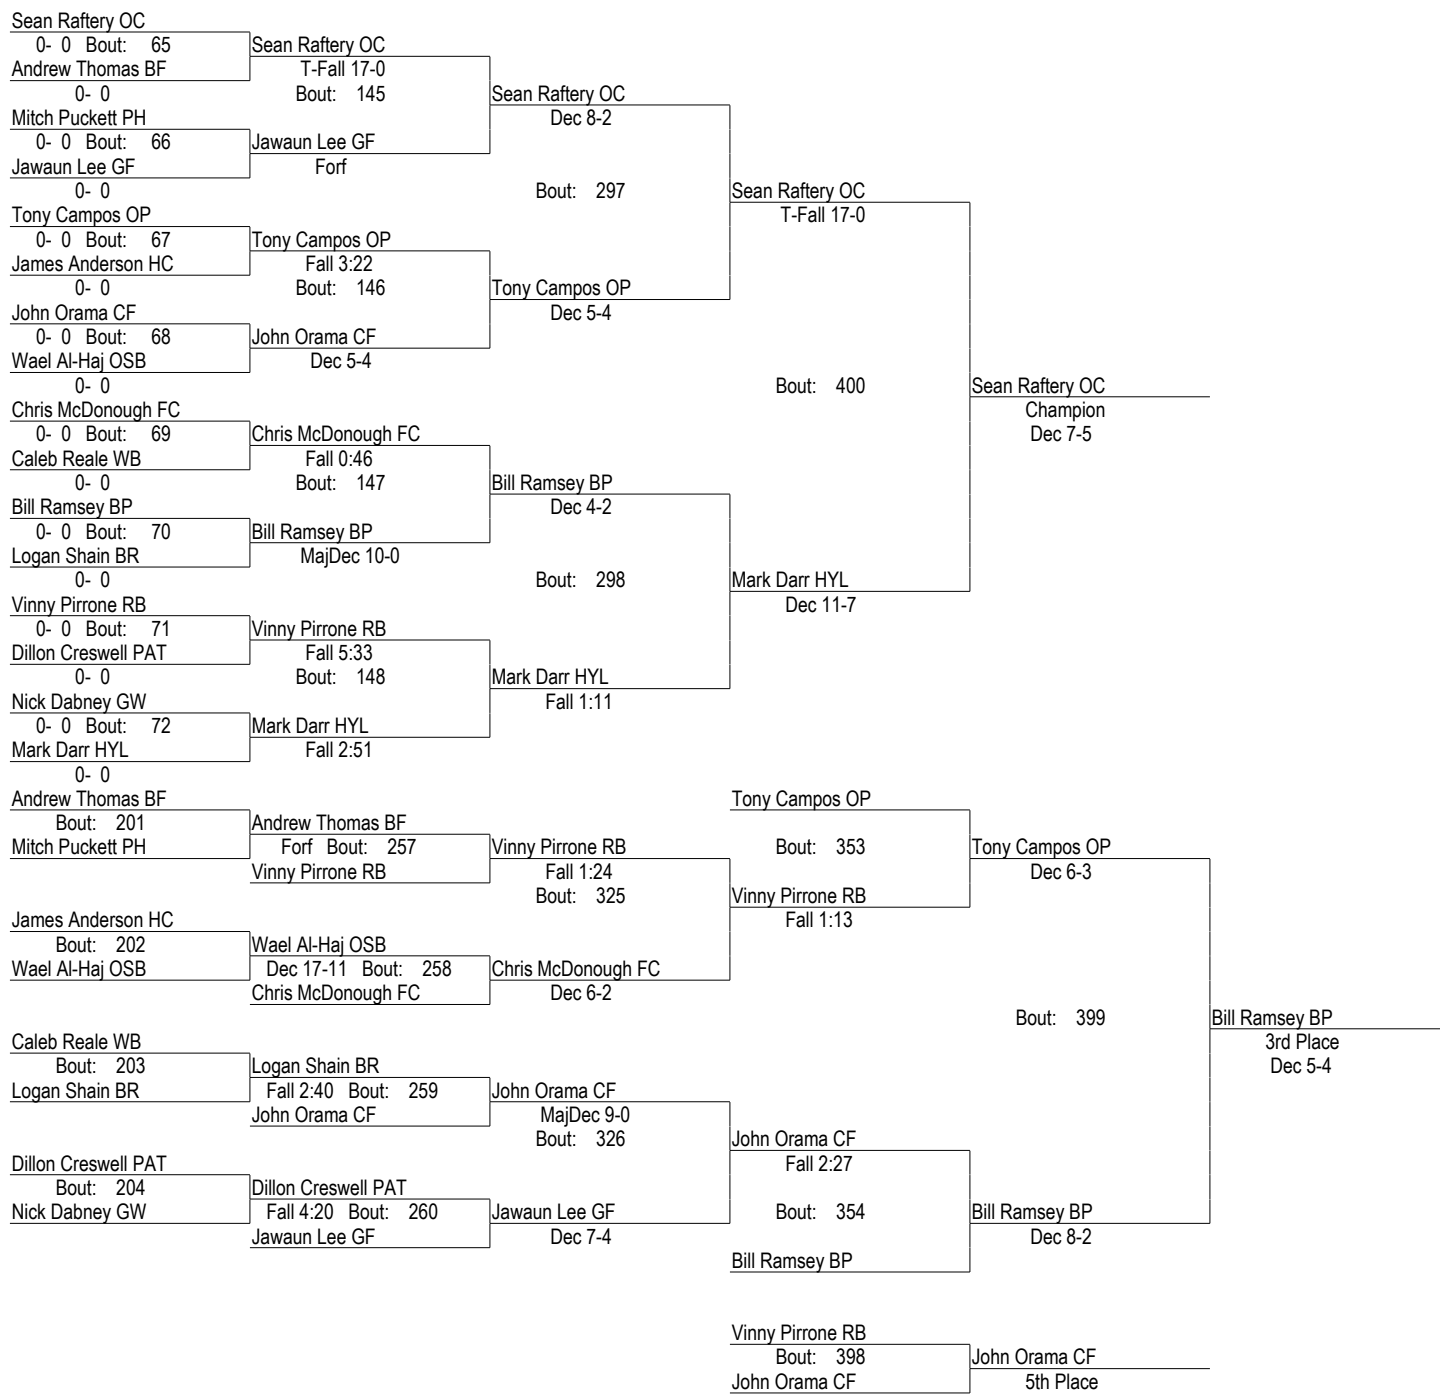 Sean Raftery OC
0- 0 Bout: 65
Sean Raftery OC
Andrew Thomas BF
T-Fall 17-0
0- 0
Bout: 145
Sean Raftery OC
Mitch Puckett PH
Dec 8-2
0- 0 Bout: 66
Jawaun Lee GF
Jawaun Lee GF
Forf
0- 0
Bout: 297
Sean Raftery OC
Tony Campos OP
T-Fall 17-0
0- 0 Bout: 67
Tony Campos OP
James Anderson HC
Fall 3:22
0- 0
Bout: 146
Tony Campos OP
John Orama CF
Dec 5-4
0- 0 Bout: 68
John Orama CF
Wael Al-Haj OSB
Dec 5-4
0- 0
Bout: 400
Sean Raftery OC
Chris McDonough FC
Champion
0- 0 Bout: 69
Chris McDonough FC
Dec 7-5
Caleb Reale WB
Fall 0:46
0- 0
Bout: 147
Bill Ramsey BP
Bill Ramsey BP
Dec 4-2
0- 0 Bout: 70
Bill Ramsey BP
Logan Shain BR
MajDec 10-0
0- 0
Bout: 298
Mark Darr HYL
Vinny Pirrone RB
Dec 11-7
0- 0 Bout: 71
Vinny Pirrone RB
Dillon Creswell PAT
Fall 5:33
0- 0
Bout: 148
Mark Darr HYL
Nick Dabney GW
Fall 1:11
0- 0 Bout: 72
Mark Darr HYL
Mark Darr HYL
Fall 2:51
0- 0
Andrew Thomas BF
Tony Campos OP
Bout: 201
Andrew Thomas BF
Mitch Puckett PH
Forf Bout: 257
Vinny Pirrone RB
Bout: 353
Tony Campos OP
Vinny Pirrone RB
Fall 1:24
Dec 6-3
Bout: 325
Vinny Pirrone RB
James Anderson HC
Fall 1:13
Bout: 202
Wael Al-Haj OSB
Wael Al-Haj OSB
Dec 17-11 Bout: 258
Chris McDonough FC
Chris McDonough FC
Dec 6-2
Bout: 399
Bill Ramsey BP
Caleb Reale WB
3rd Place
Bout: 203
Logan Shain BR
Dec 5-4
Logan Shain BR
Fall 2:40 Bout: 259
John Orama CF
John Orama CF
MajDec 9-0
Bout: 326
John Orama CF
Dillon Creswell PAT
Fall 2:27
Bout: 204
Dillon Creswell PAT
Nick Dabney GW
Fall 4:20 Bout: 260
Jawaun Lee GF
Bout: 354
Bill Ramsey BP
Jawaun Lee GF
Dec 7-4
Dec 8-2
Bill Ramsey BP
Vinny Pirrone RB
Bout: 398
John Orama CF
John Orama CF
5th Place